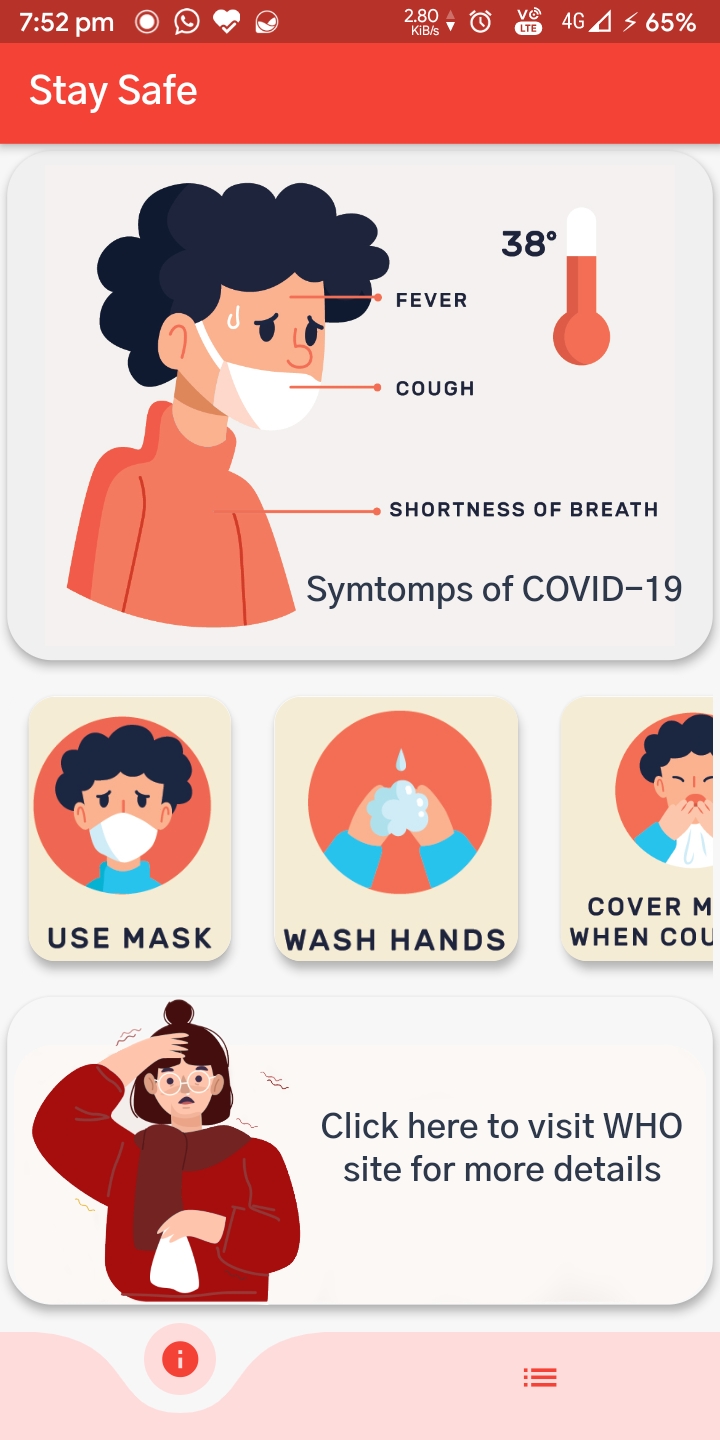 7:52 pm 2.80 KiB/s VO LTE 4G 65%
Stay Safe
38°
FEVER
COUGH
SHORTNESS OF BREATH
Symtomps of COVID-19
USE MASK
WASH HANDS
COVER M
WHEN COU
Click here to visit WHO
site for more details